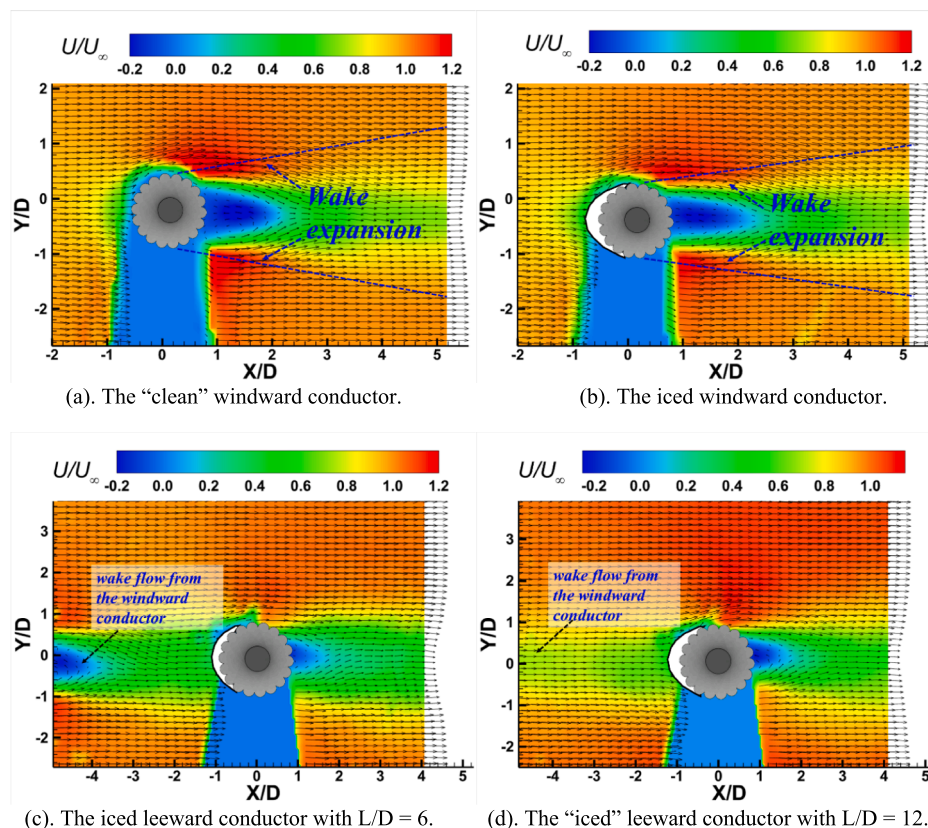 U/U∞
-0.2 0.0 0.2 0.4 0.6 0.8 1.0 1.2
Y/D
2
1
0
-1
-2
Wake
expansion
-2 -1 0 1 2 3 4 5
X/D
(a). The “clean” windward conductor.
U/U∞
-0.2 0.0 0.2 0.4 0.6 0.8 1.0 1.2
Y/D
2
1
0
-1
-2
Wake
expansion
-2 -1 0 1 2 3 4 5
X/D
(b). The iced windward conductor.
U/U∞
-0.2 0.0 0.2 0.4 0.6 0.8 1.0 1.2
Y/D
3
2
1
0
-1
-2
wake flow from
the windward
conductor
-4 -3 -2 -1 0 1 2 3 4 5
X/D
(c). The iced leeward conductor with L/D = 6.
U/U∞
-0.2 0.0 0.2 0.4 0.6 0.8 1.0 1.2
Y/D
3
2
1
0
-1
-2
wake flow from
the windward
conductor
-4 -3 -2 -1 0 1 2 3 4 5
X/D
(d). The “iced” leeward conductor with L/D = 12.